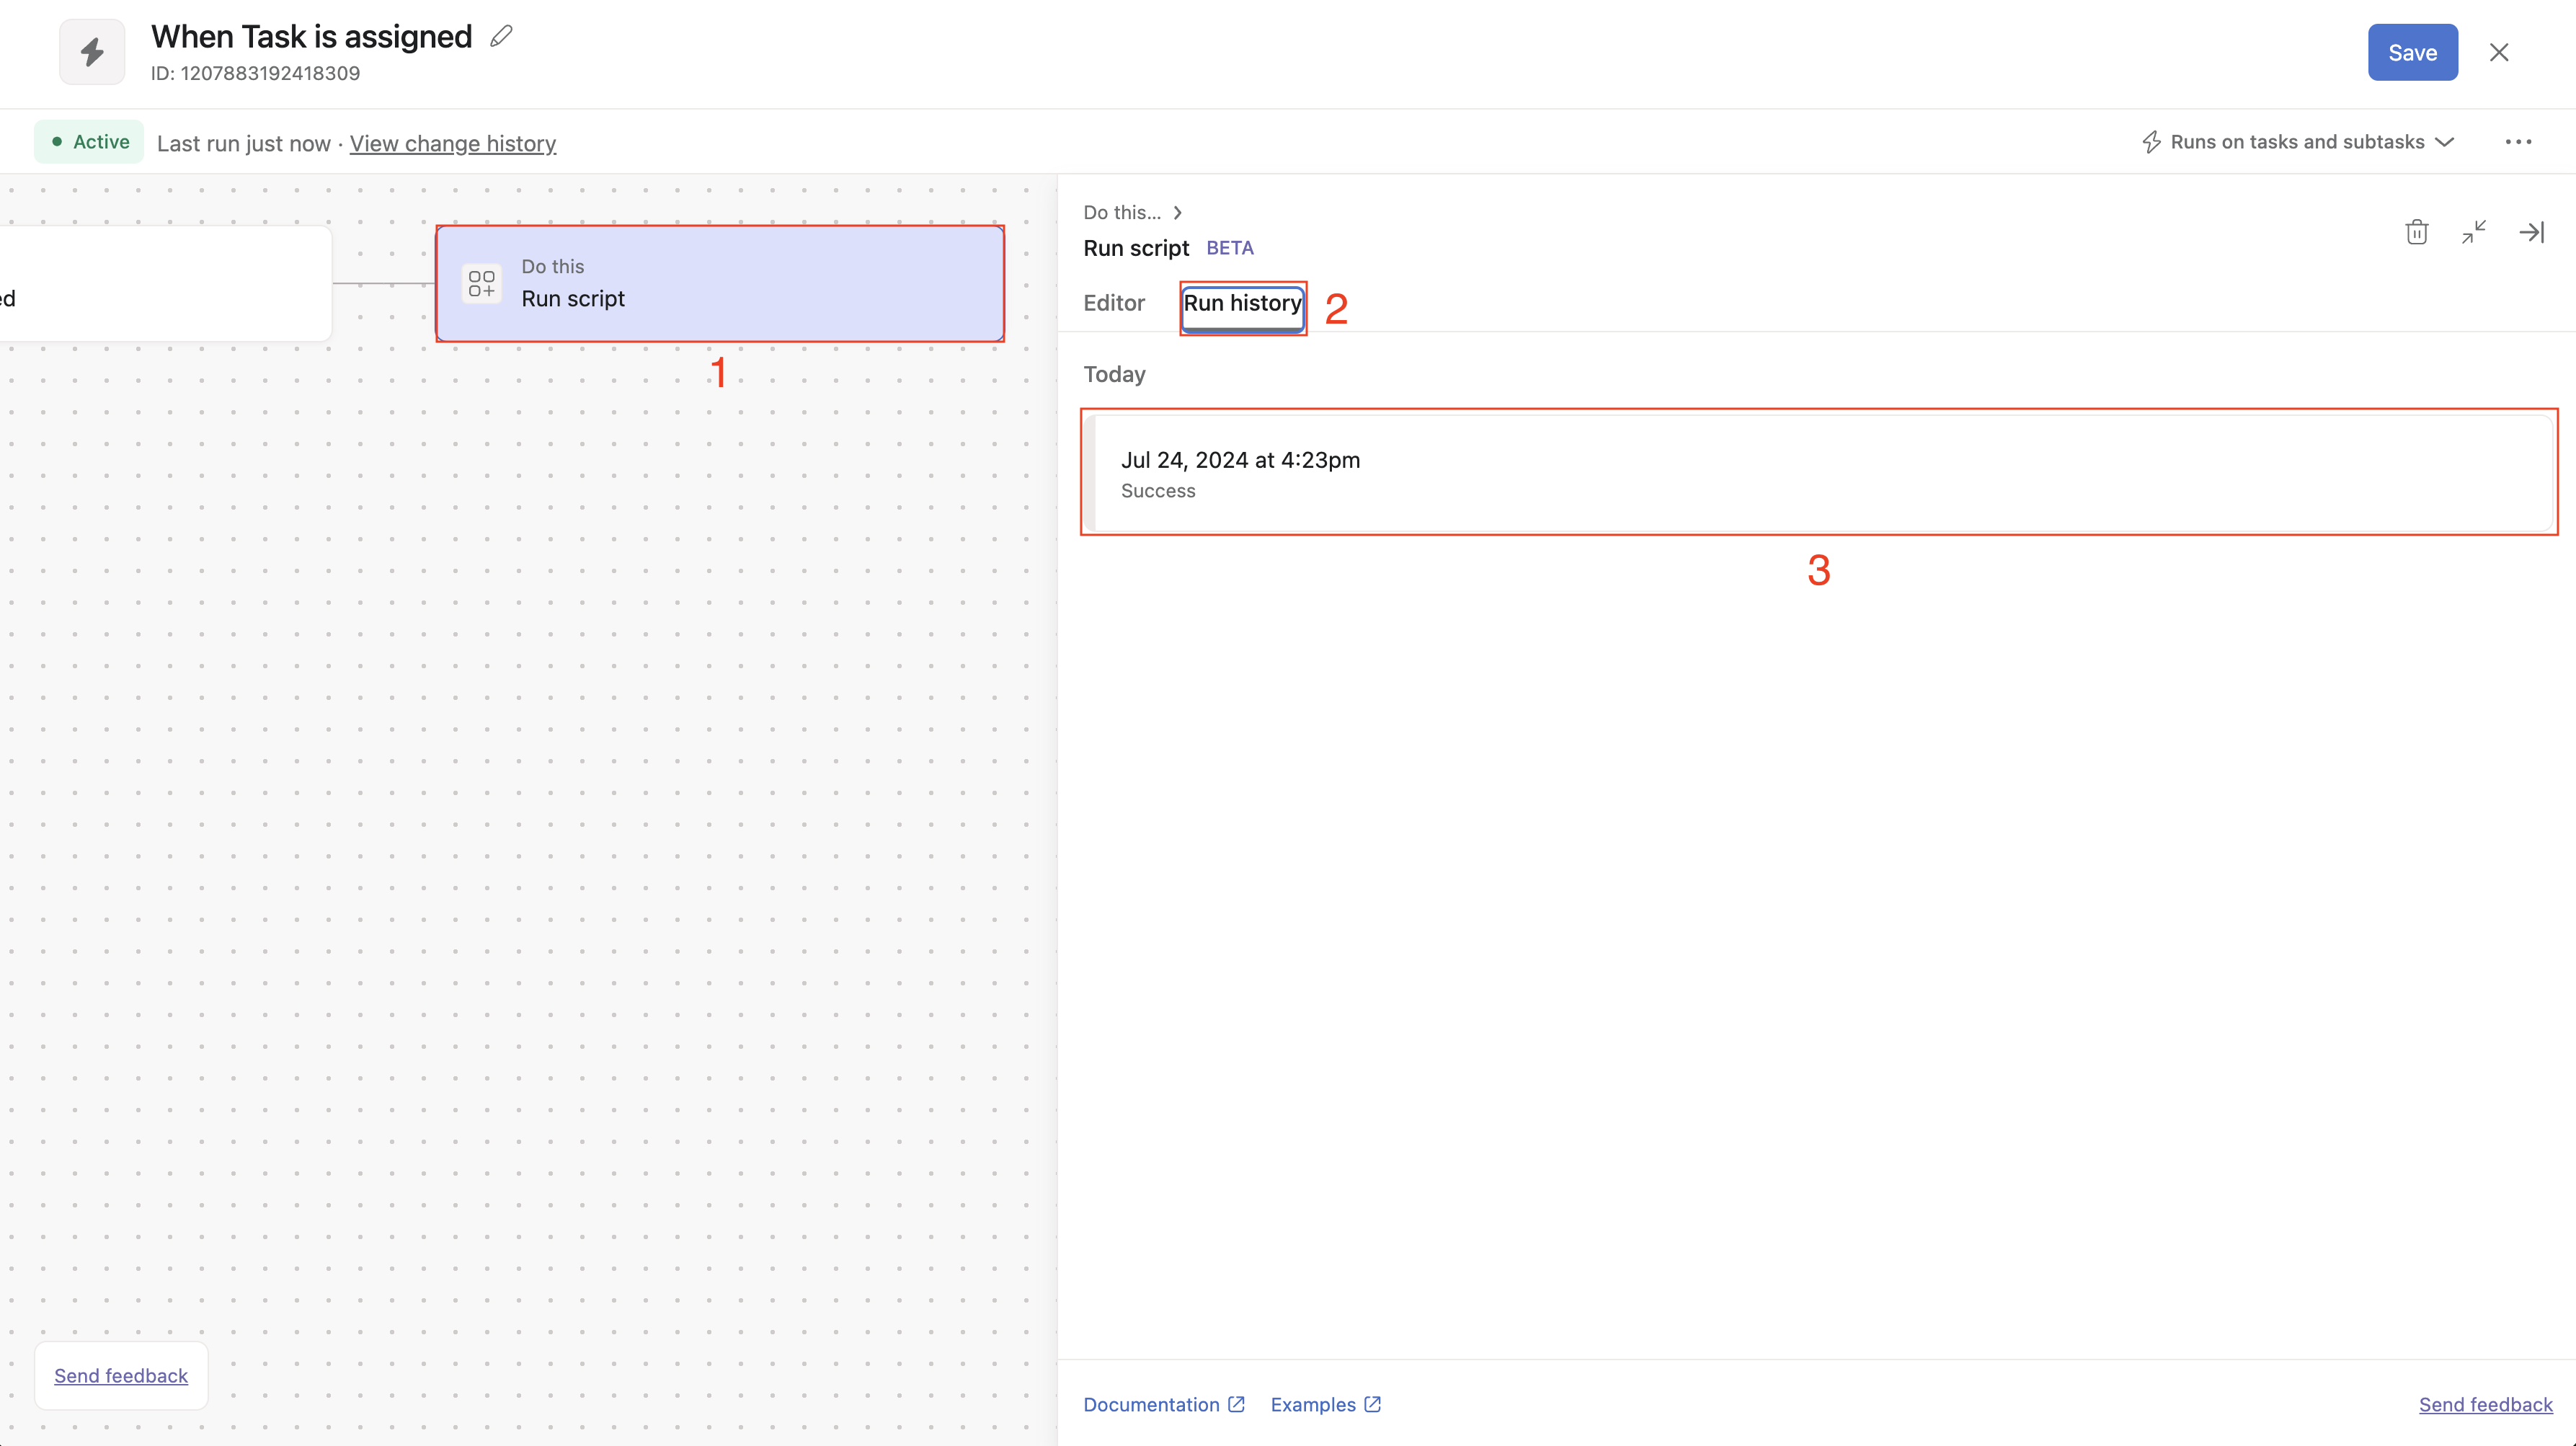 When Task is assigned
ID: 1207883192418309
Save
Active
Last run just now · View change history
Runs on tasks and subtasks
ed
Do this
Run script
1
Do this...
Run script BETA
Editor
Run history
2
Today
Jul 24, 2024 at 4:23pm
Success
3
Send feedback
Documentation
Examples
Send feedback